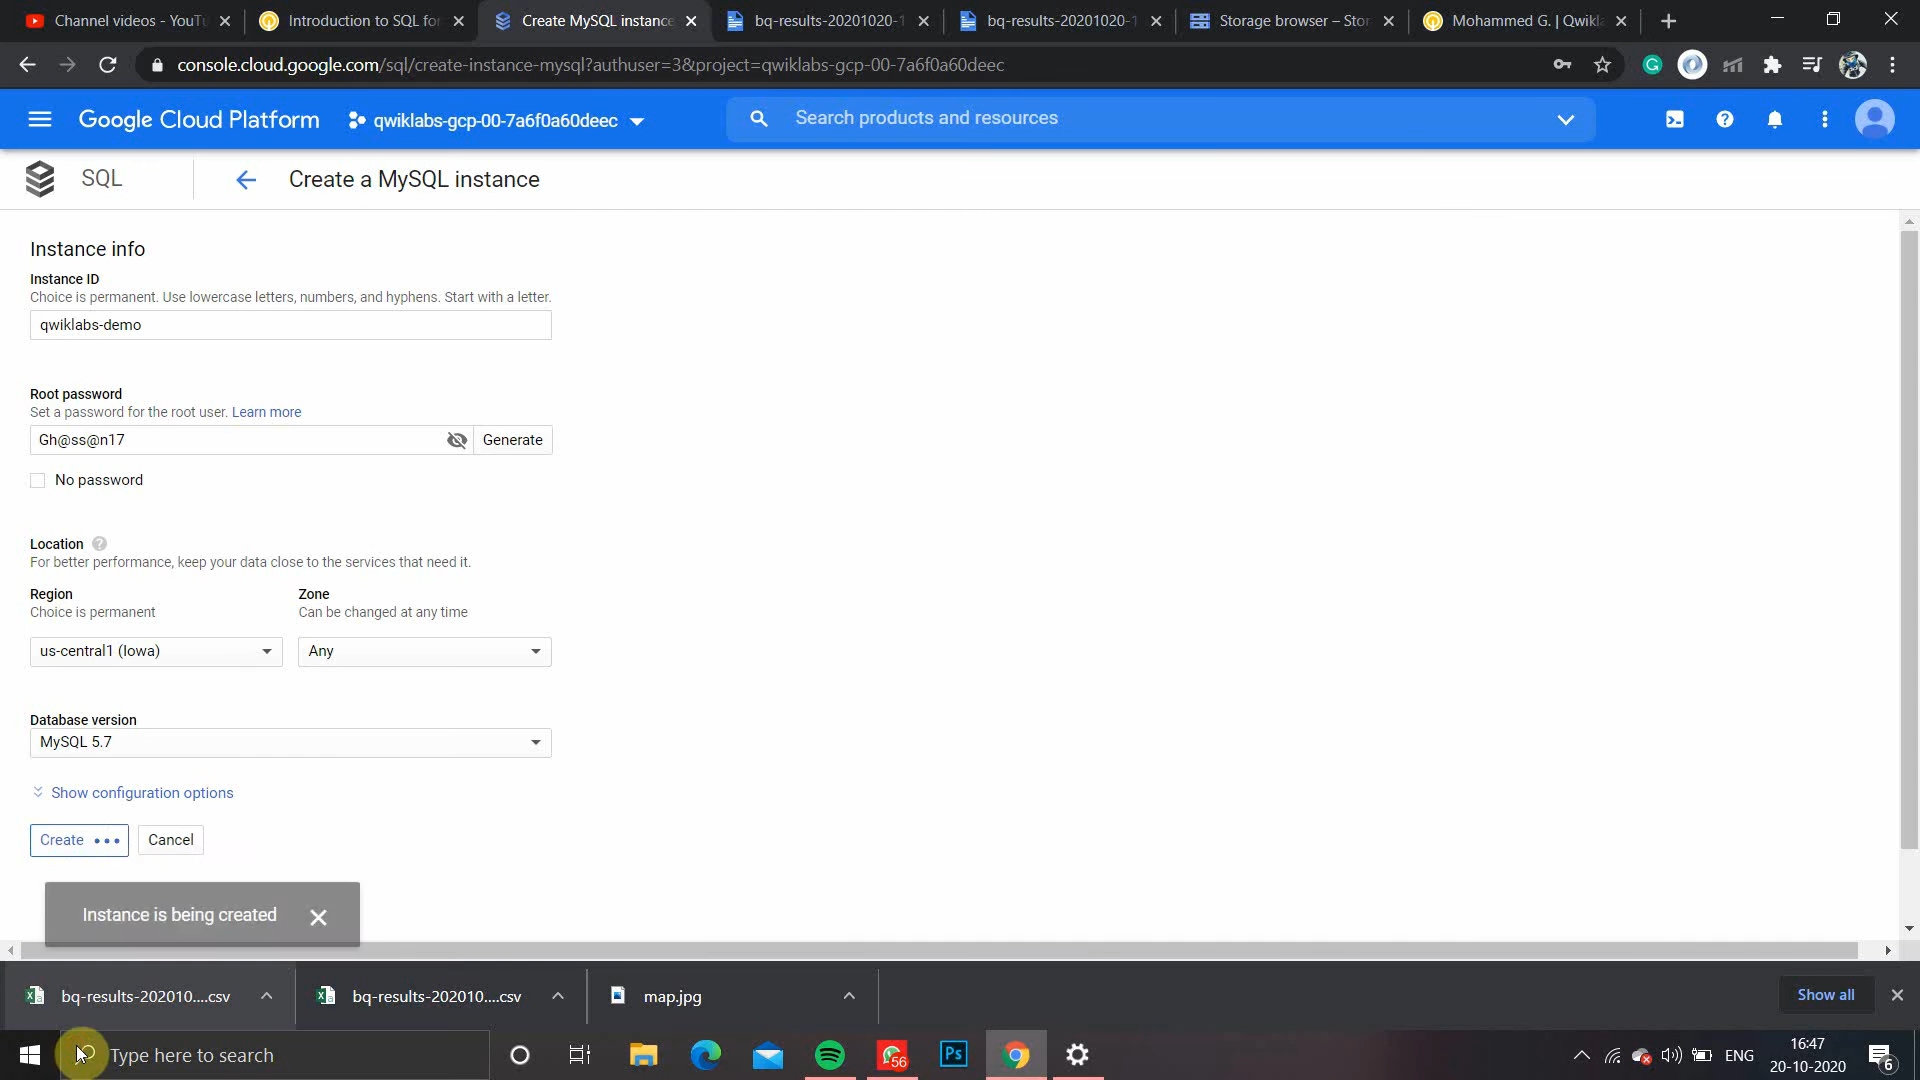 Channel videos - YouTu
Introduction to SQL for
Create MySQL instance
bq-results-20201020-1
bq-results-20201020-1
Storage browser – Stor
Mohammed G. | Qwikla
console.cloud.google.com/sql/create-instance-mysql?authuser=3&project=qwiklabs-gcp-00-7a6f0a60deec
Google Cloud Platform
qwiklabs-gcp-00-7a6f0a60deec
Search products and resources
SQL
Create a MySQL instance
Instance info
Instance ID
Choice is permanent. Use lowercase letters, numbers, and hyphens. Start with a letter.
qwiklabs-demo
Root password
Set a password for the root user. Learn more
Gh@ss@n17
Generate
No password
Location
For better performance, keep your data close to the services that need it.
Region
Zone
Choice is permanent
Can be changed at any time
us-central1 (Iowa)
Any
Database version
MySQL 5.7
Show configuration options
Create
Cancel
Instance is being created
bq-results-202010....csv
bq-results-202010....csv
map.jpg
Show all
Type here to search
56
Ps
ENG
16:47
20-10-2020
6